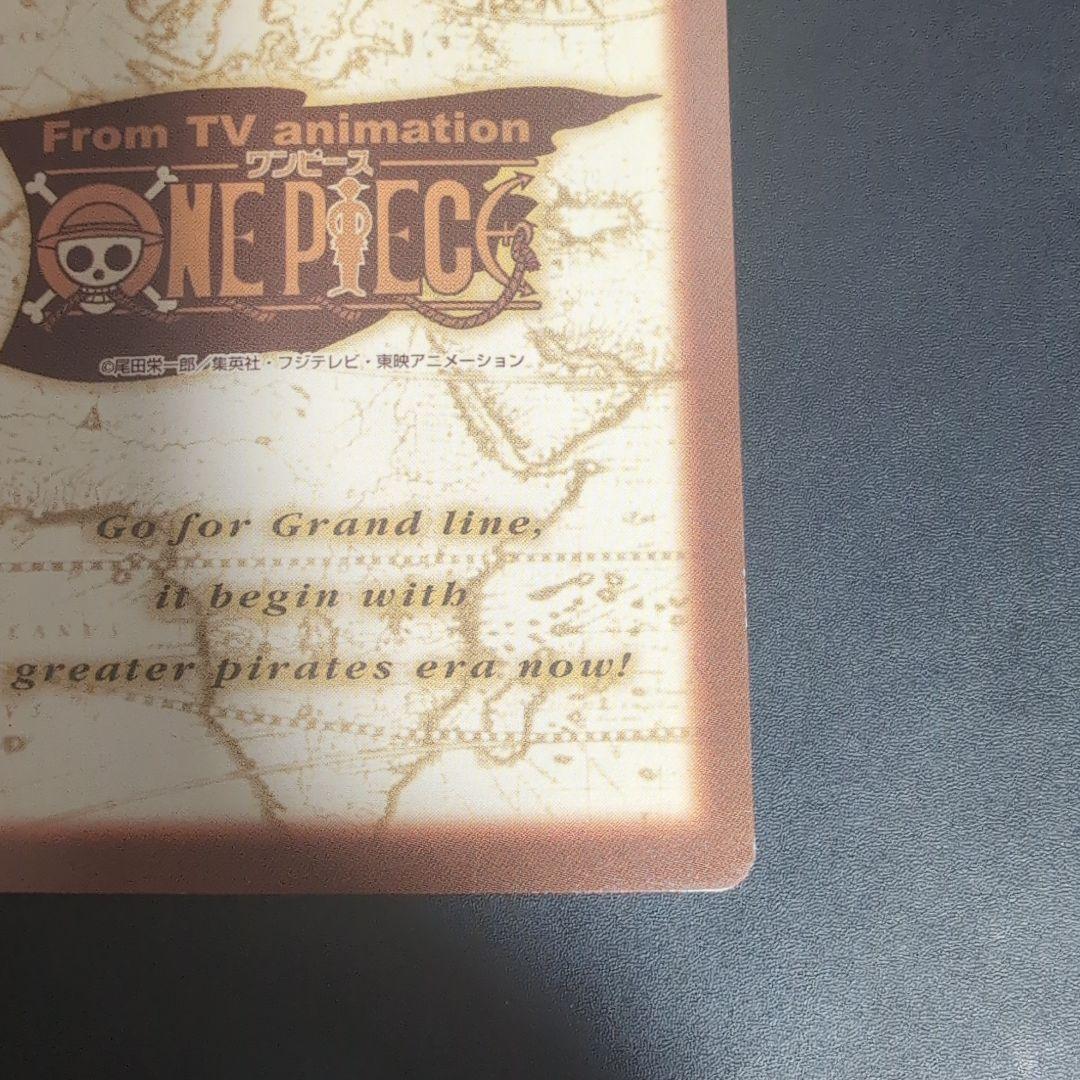 From TV animation
ワンピース
ONE PIECE
©尾田栄一郎／集英社・フジテレビ・東映アニメーション
Go for Grand line,
it begin with
greater pirates era now!